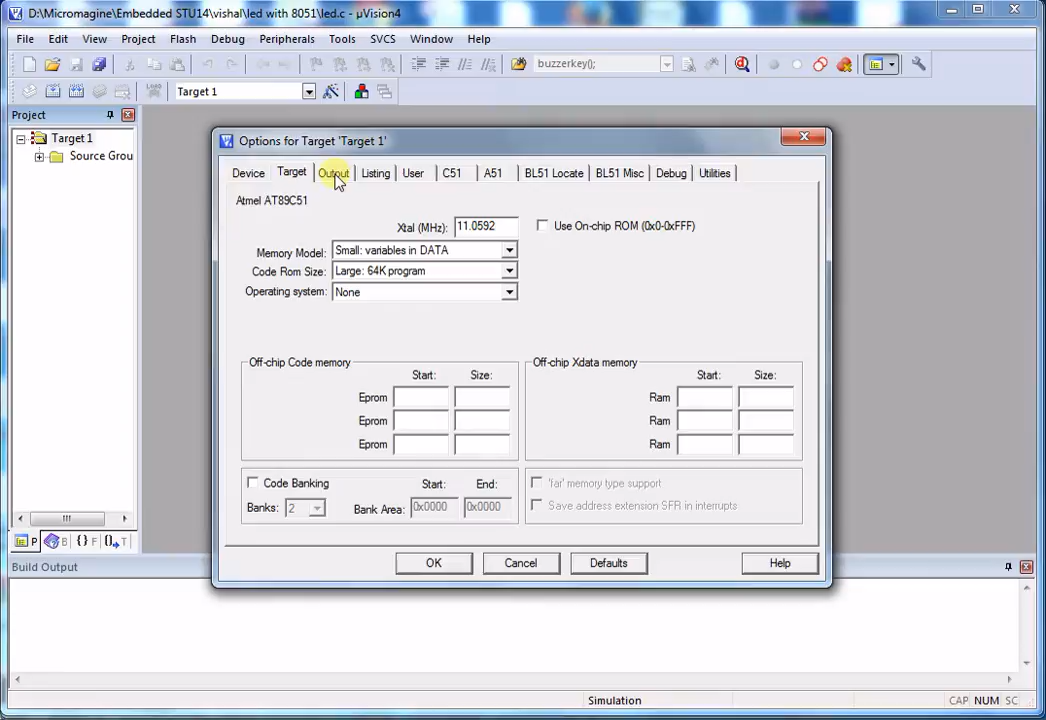 D:\Micromagine\Embedded STU14\vishal\led with 8051\led.c - µVision4
File Edit View Project Flash Debug Peripherals Tools SVCS Window Help
buzzerkey();
LOAD Target 1
Project
Target 1
Source Grou
Options for Target 'Target 1'
Device Target Output Listing User C51 A51 BL51 Locate BL51 Misc Debug Utilities
Atmel AT89C51
Xtal (MHz): 11.0592 Use On-chip ROM (0x0-0xFFF)
Memory Model: Small: variables in DATA
Code Rom Size: Large: 64K program
Operating system: None
Off-chip Code memory Off-chip Xdata memory
Start: Size: Start: Size:
Eprom Ram
Eprom Ram
Eprom Ram
Code Banking Start: End: 'far' memory type support
Banks: 2 Bank Area: 0x0000 0x0000 Save address extension SFR in interrupts
P B {} F 0 T
OK Cancel Defaults Help
Build Output
Simulation CAP NUM SC